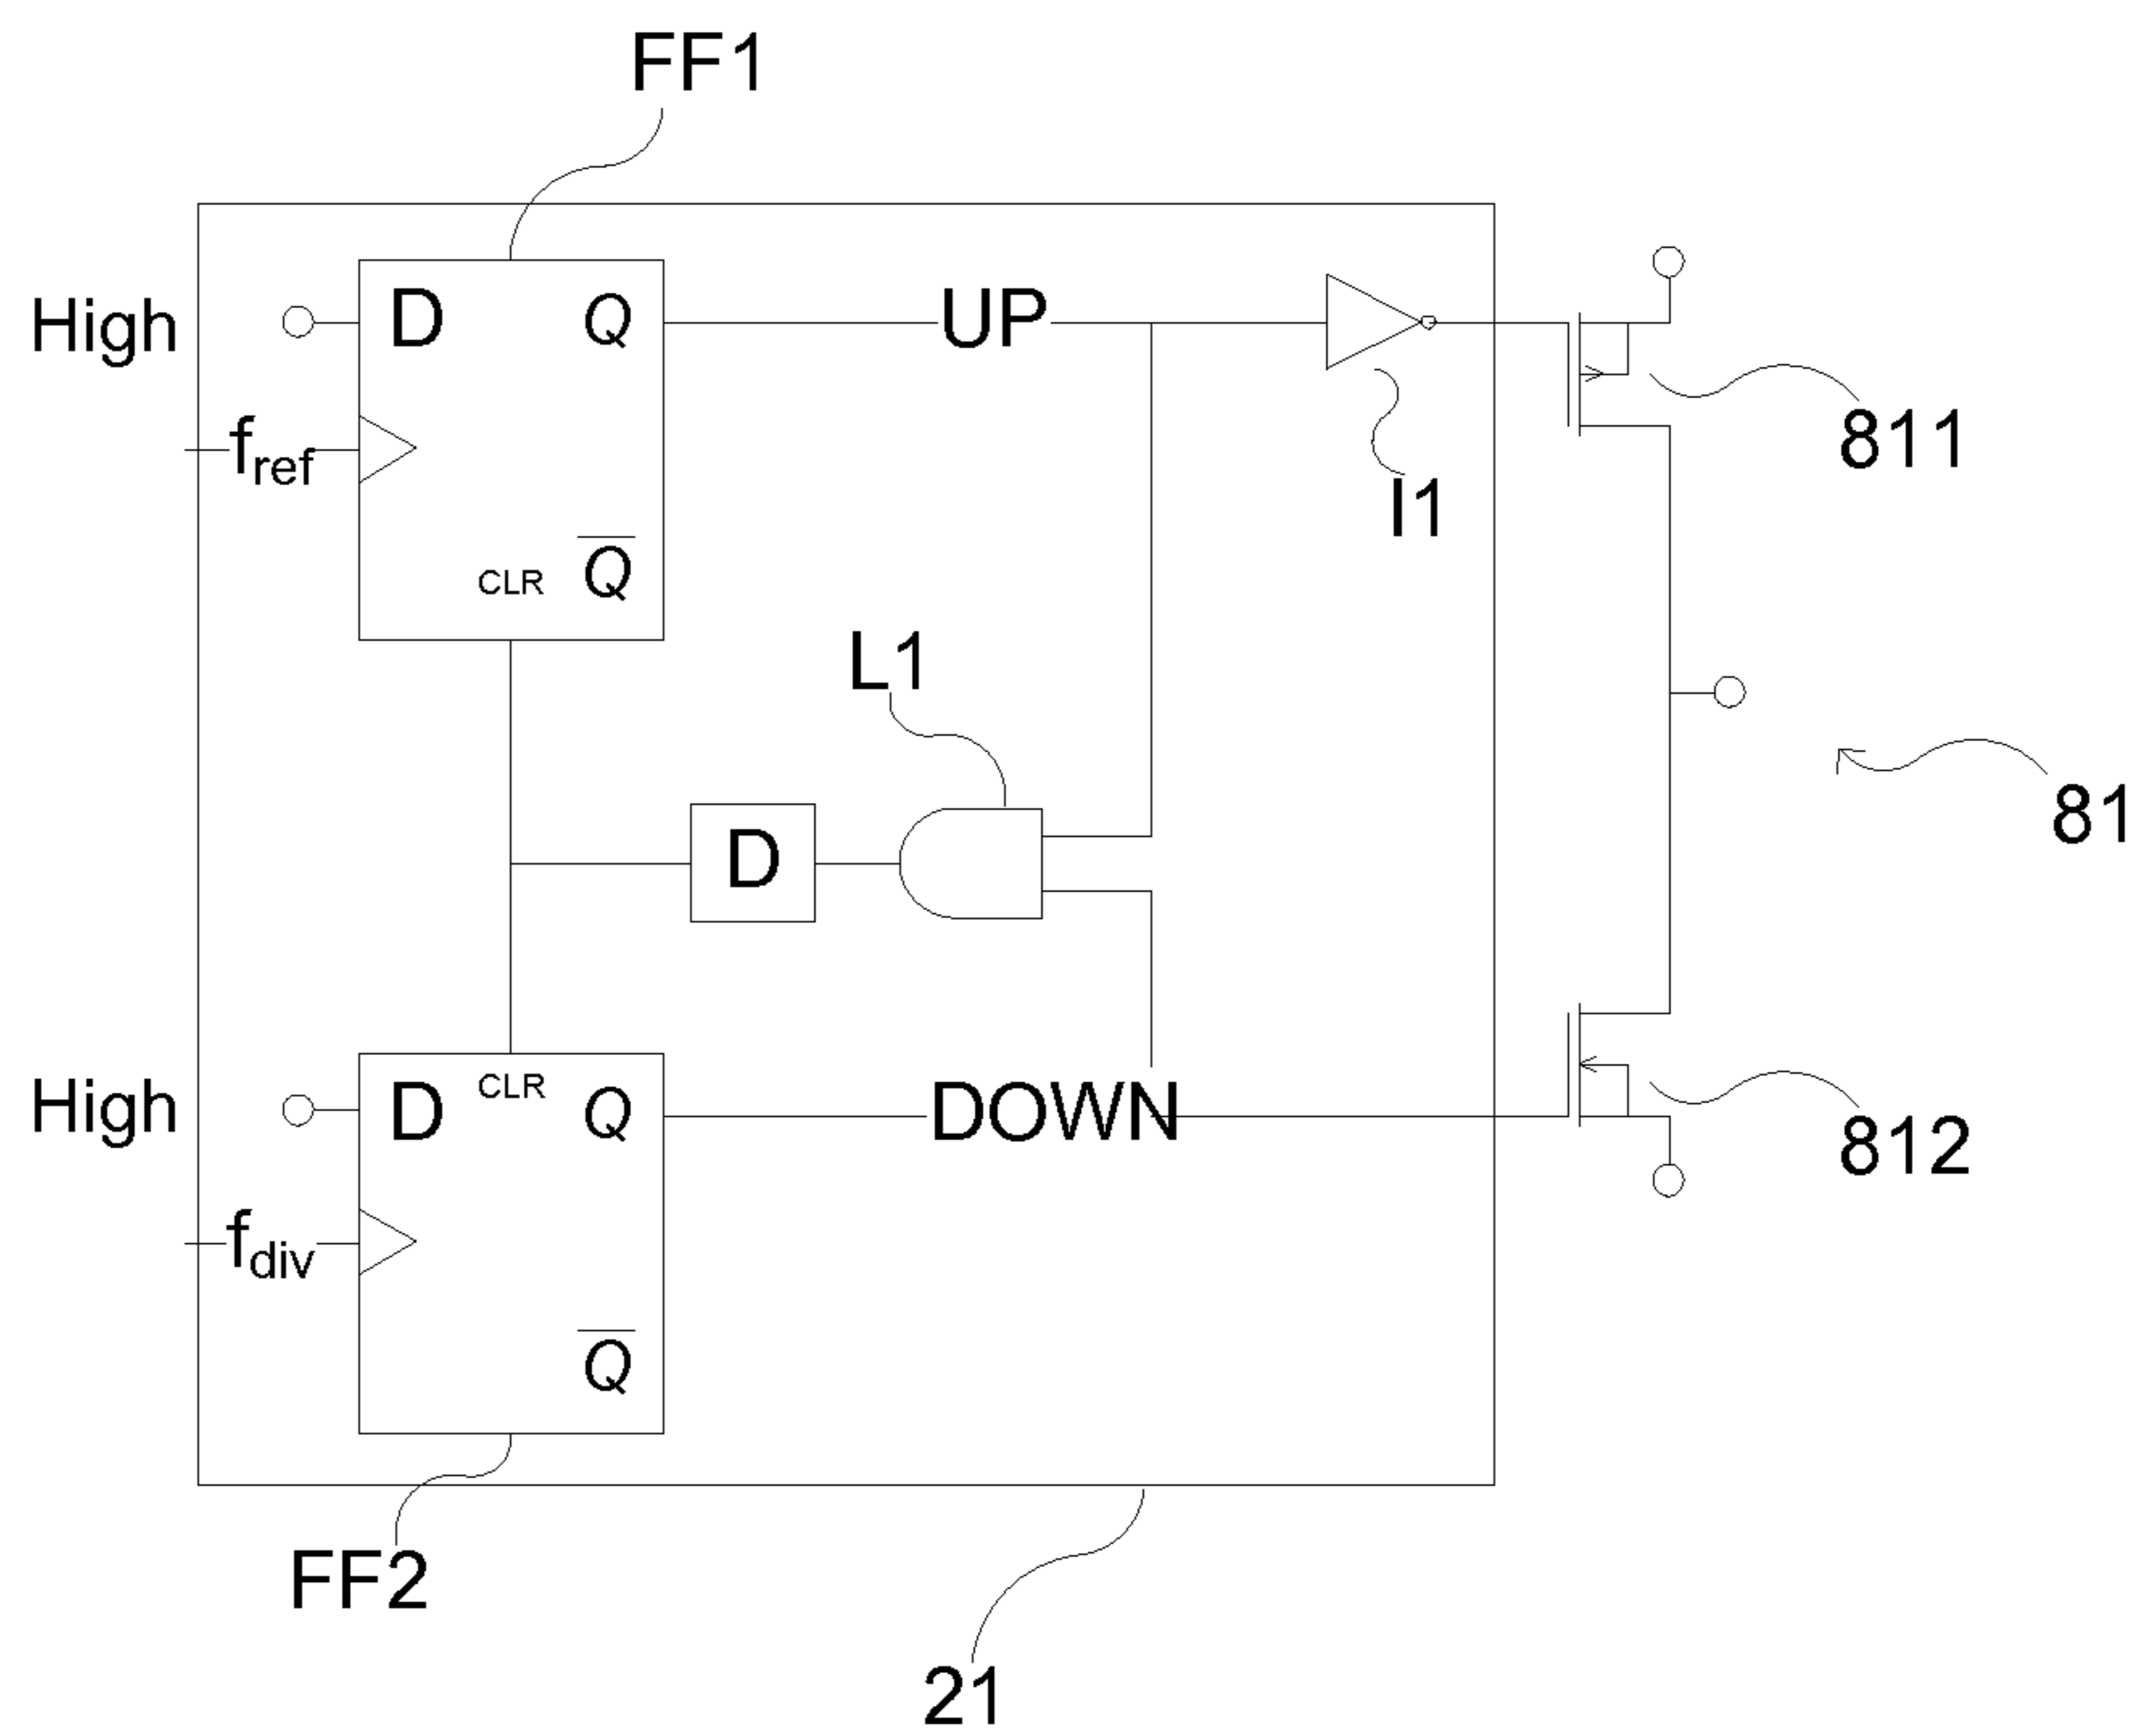 FF1
High
D
Q
UP
fref
811
I1
CLR
Q
L1
81
D
High
D
CLR
Q
DOWN
812
fdiv
Q
FF2
21